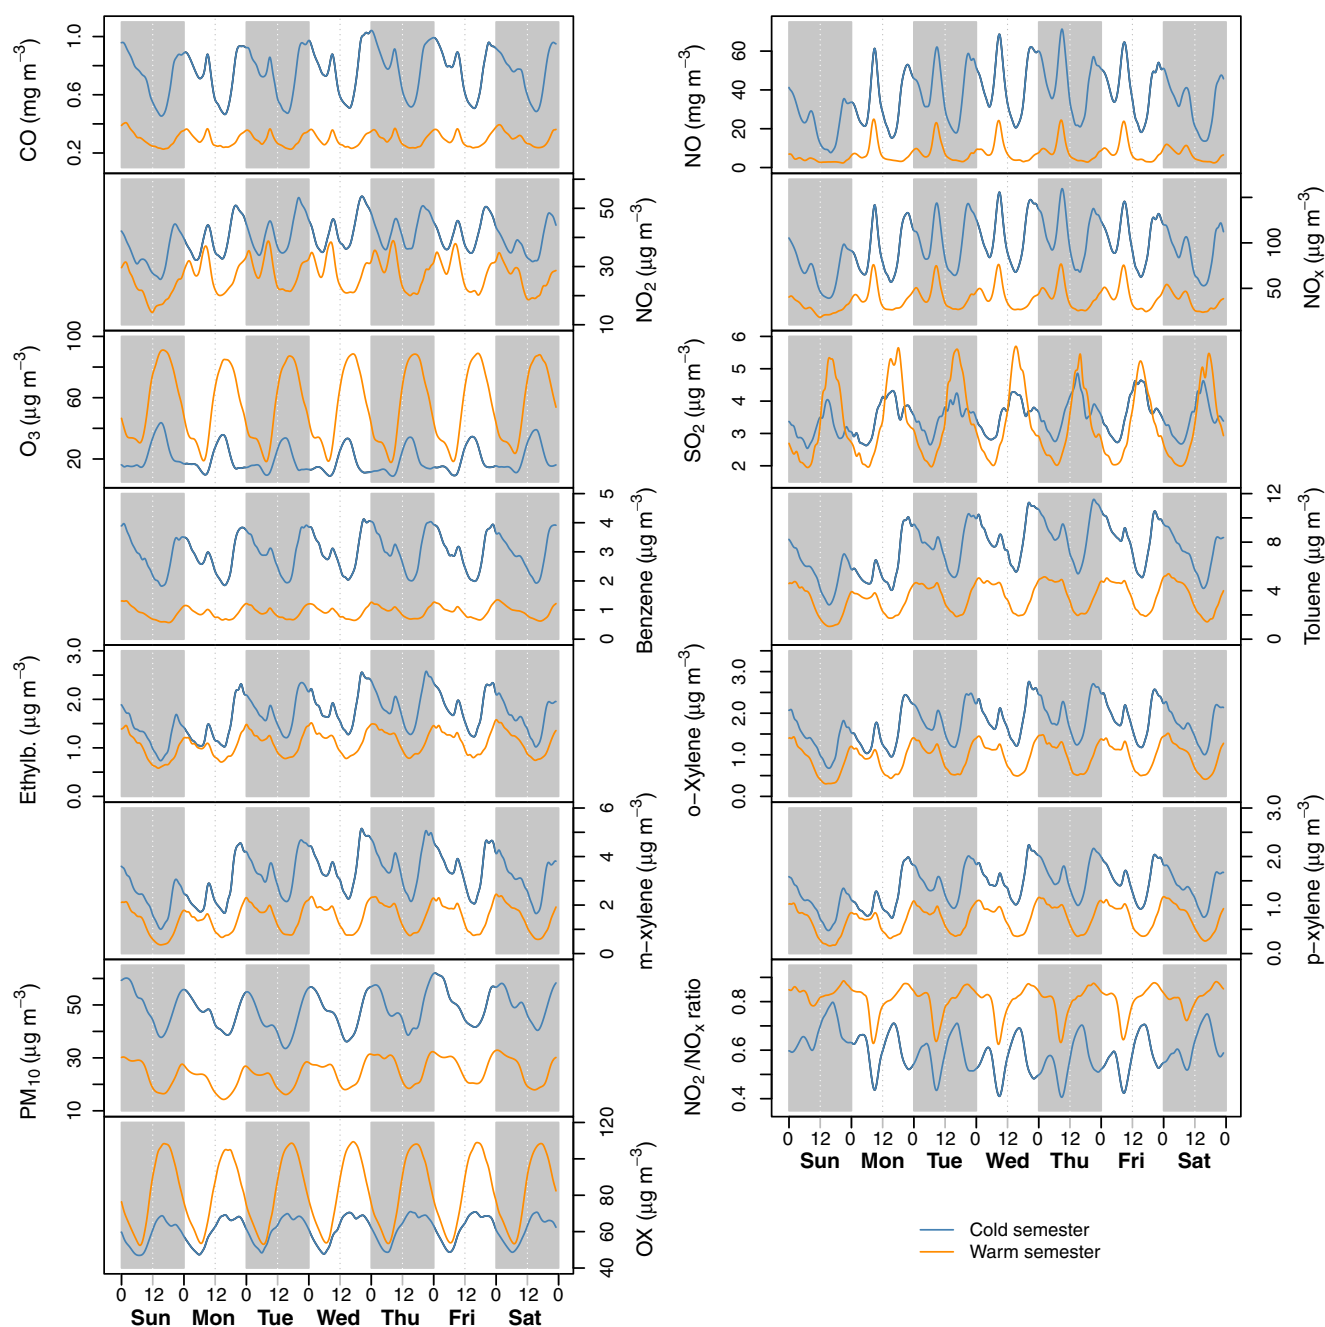 CO (mg m−3)
0.2
0.6
1.0
NO2 (µg m−3)
10
30
50
O3 (µg m−3)
20
60
100
Benzene (µg m−3)
0
1
2
3
4
5
Ethylb. (µg m−3)
0.0
1.0
2.0
3.0
m−xylene (µg m−3)
0
2
4
6
PM10 (µg m−3)
10
30
50
OX (µg m−3)
40
60
80
120
0 12 0 12 0 12 0 12 0 12 0 12 0 12 0
Sun Mon Tue Wed Thu Fri Sat
NO (mg m−3)
0
20
40
60
NOx (µg m−3)
50
100
SO2 (µg m−3)
2
3
4
5
6
Toluene (µg m−3)
0
4
8
12
o−Xylene (µg m−3)
0.0
1.0
2.0
3.0
p−xylene (µg m−3)
0.0
1.0
2.0
3.0
NO2 /NOx ratio
0.4
0.6
0.8
0 12 0 12 0 12 0 12 0 12 0 12 0 12 0
Sun Mon Tue Wed Thu Fri Sat
Cold semester
Warm semester